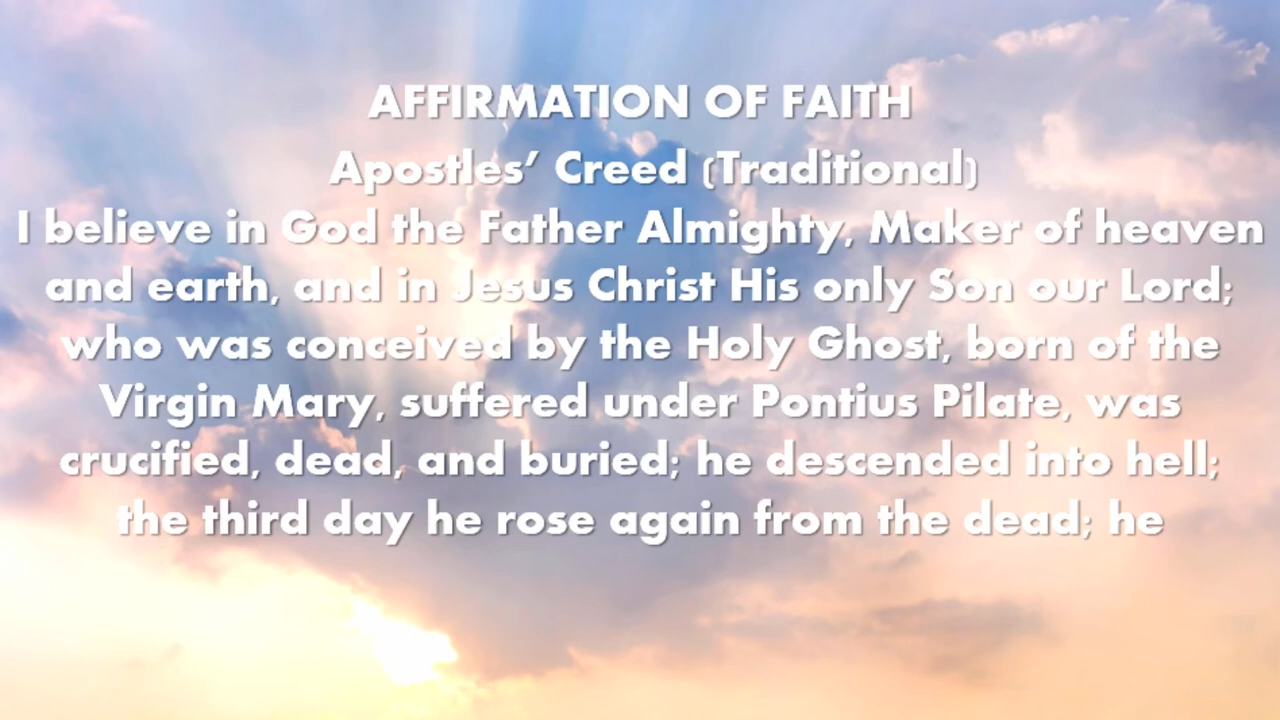 AFFIRMATION OF FAITH
Apostles’ Creed (Traditional)
I believe in God the Father Almighty, Maker of heaven
and earth, and in Jesus Christ His only Son our Lord;
who was conceived by the Holy Ghost, born of the
Virgin Mary, suffered under Pontius Pilate, was
crucified, dead, and buried; he descended into hell;
the third day he rose again from the dead; he